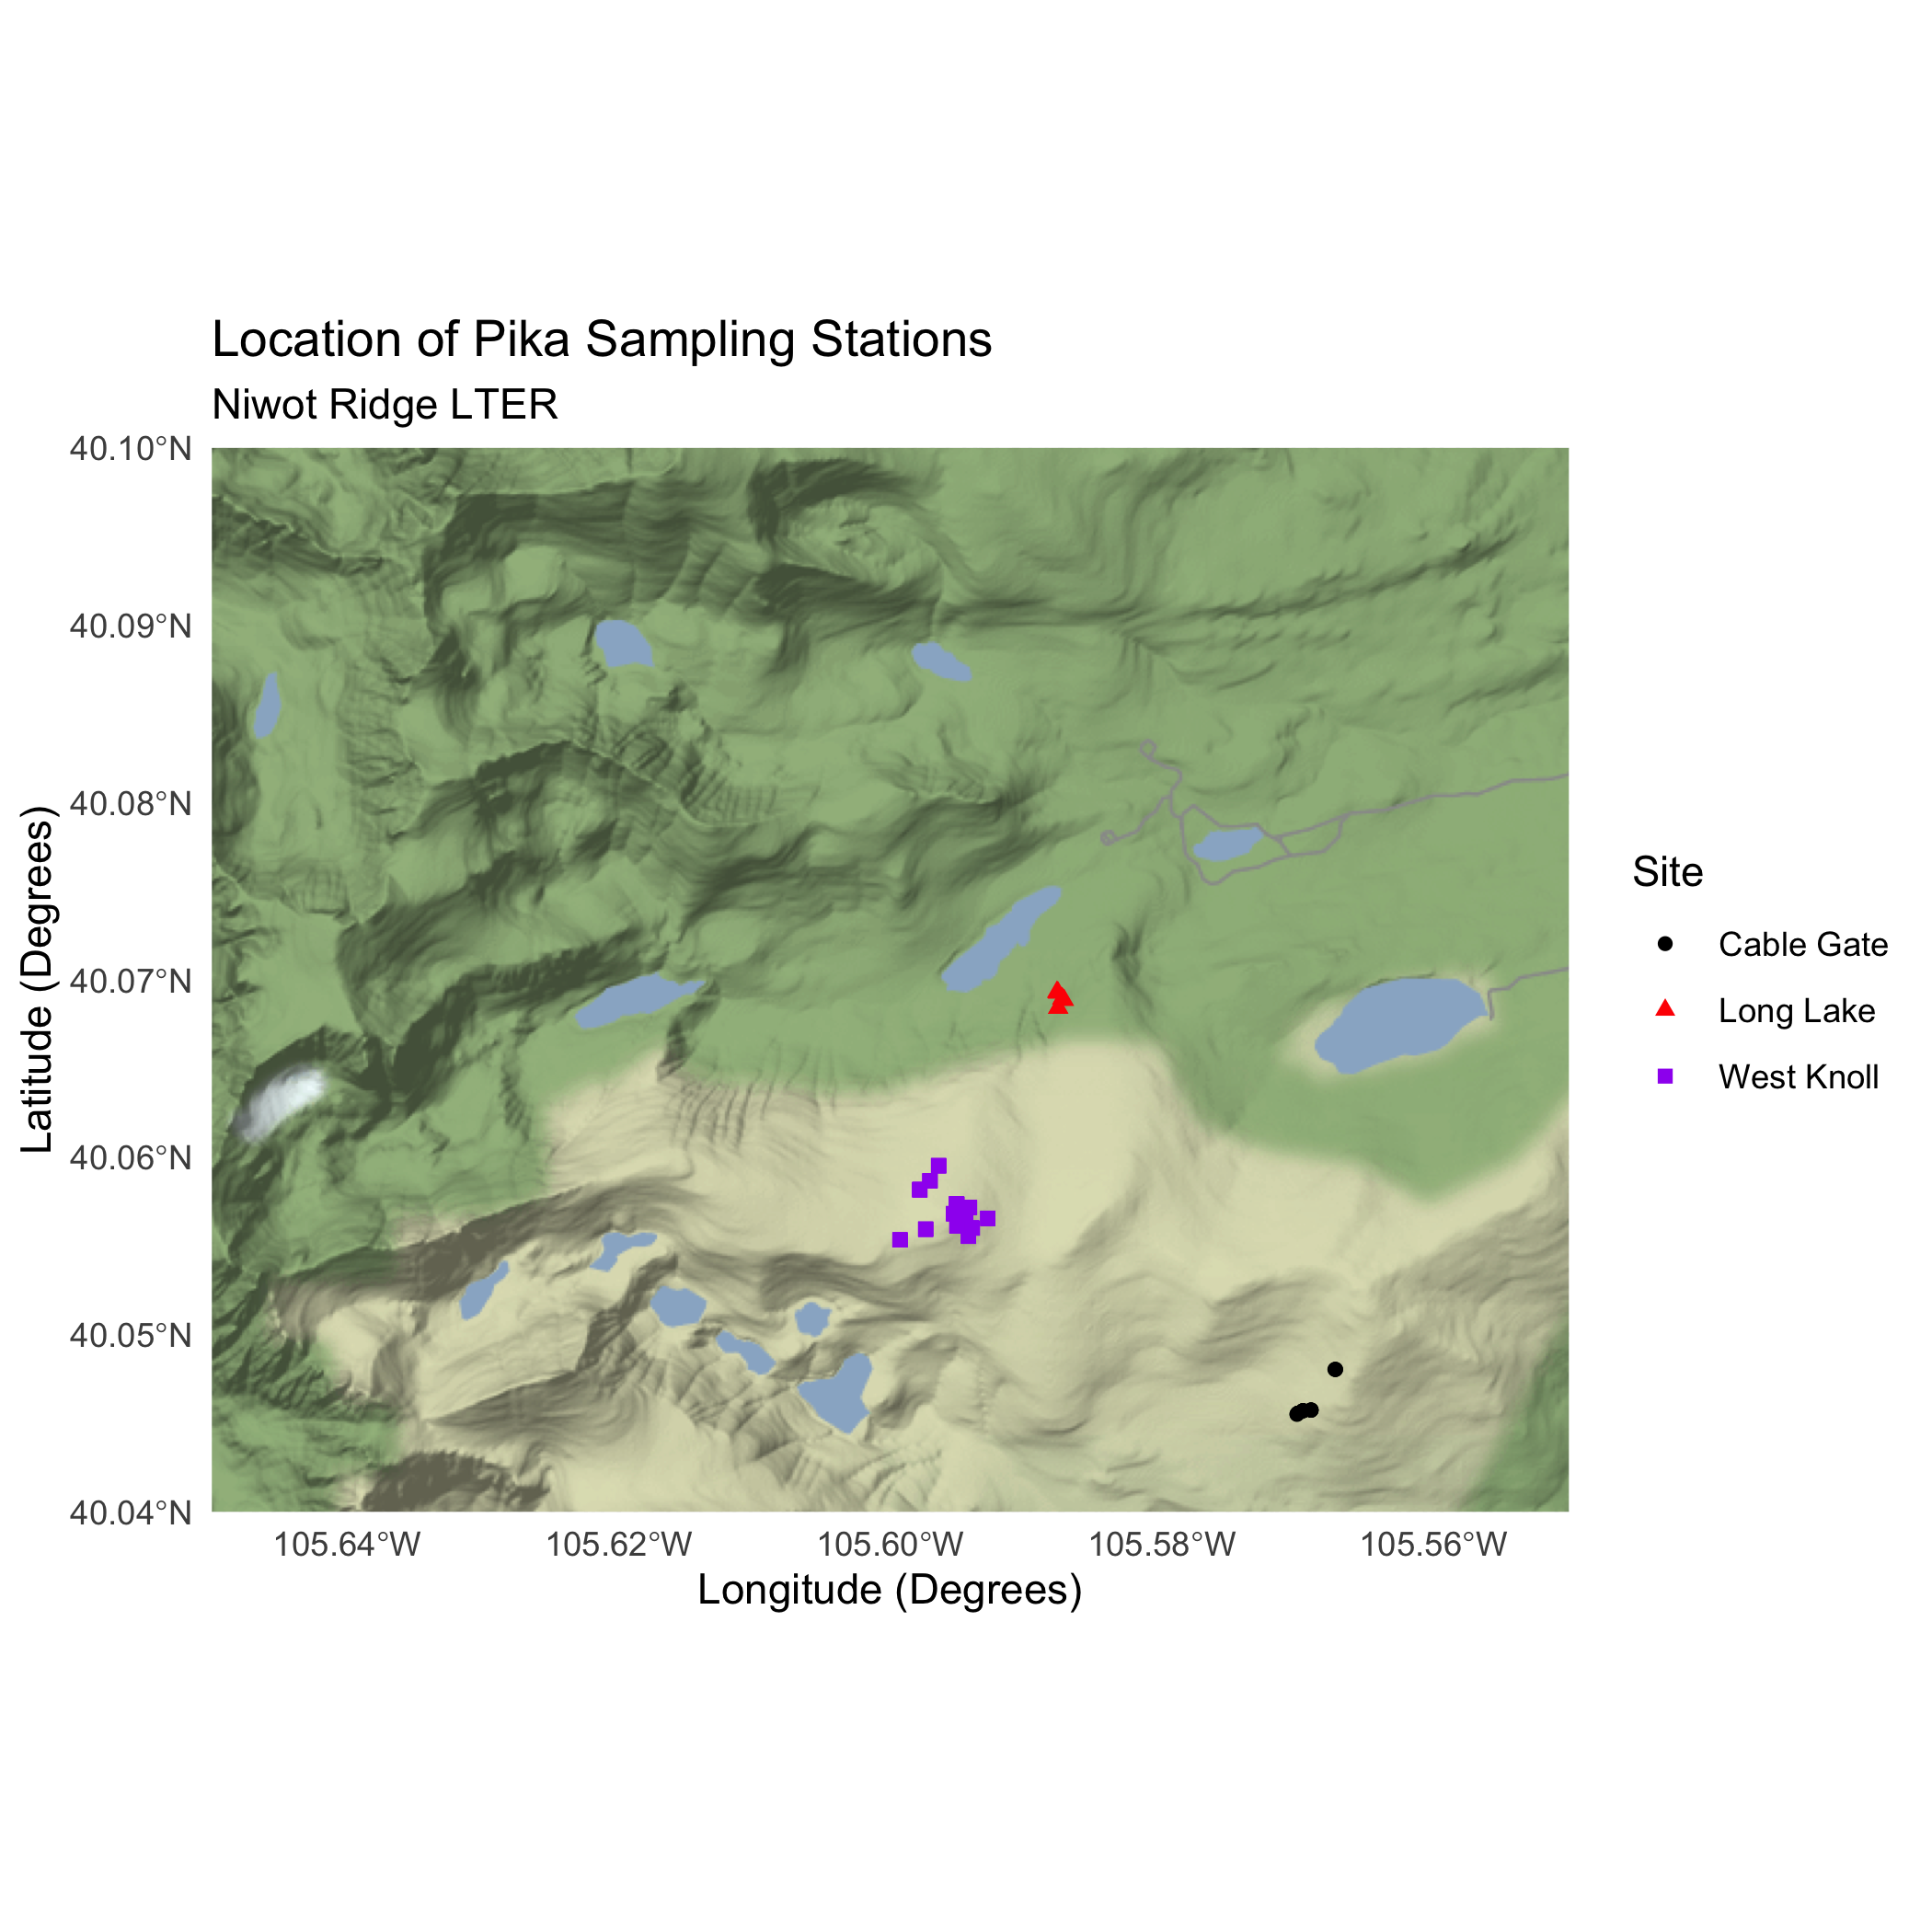 Location of Pika Sampling Stations
Niwot Ridge LTER
40.10°N
40.09°N
40.08°N
40.07°N
40.06°N
40.05°N
40.04°N
Latitude (Degrees)
105.64°W 105.62°W 105.60°W 105.58°W 105.56°W
Longitude (Degrees)
Site
Cable Gate
Long Lake
West Knoll